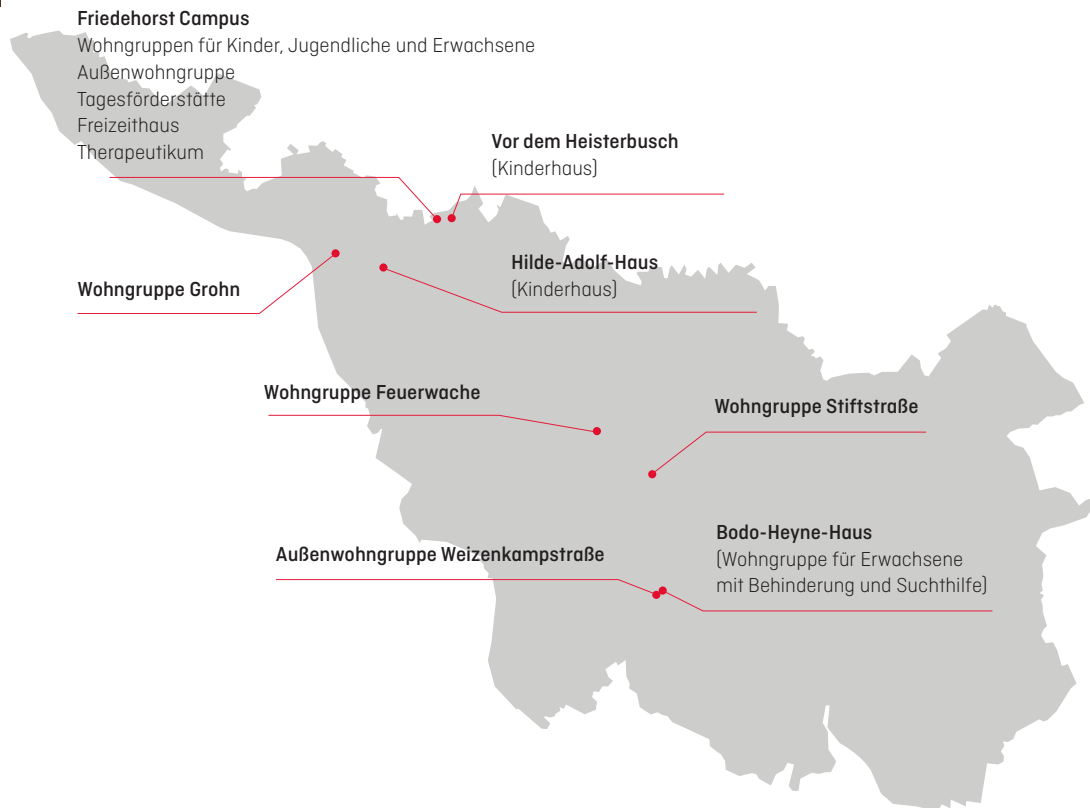 Friedehorst Campus
Wohngruppen für Kinder, Jugendliche und Erwachsene
Außenwohngruppe
Tagesförderstätte
Freizeithaus
Therapeutikum
Vor dem Heisterbusch
(Kinderhaus)
Hilde-Adolf-Haus
(Kinderhaus)
Wohngruppe Grohn
Wohngruppe Feuerwache
Wohngruppe Stiftstraße
Bodo-Heyne-Haus
(Wohngruppe für Erwachsene
mit Behinderung und Suchthilfe)
Außenwohngruppe Weizenkampstraße